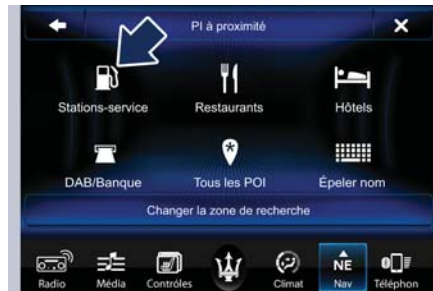 PI à proximité
Stations-service
Restaurants
Hôtels
DAB/Banque
Tous les POI
Épeler nom
Changer la zone de recherche
NE
Radio
Média
Contrôles
Climat
Nav
Téléphon